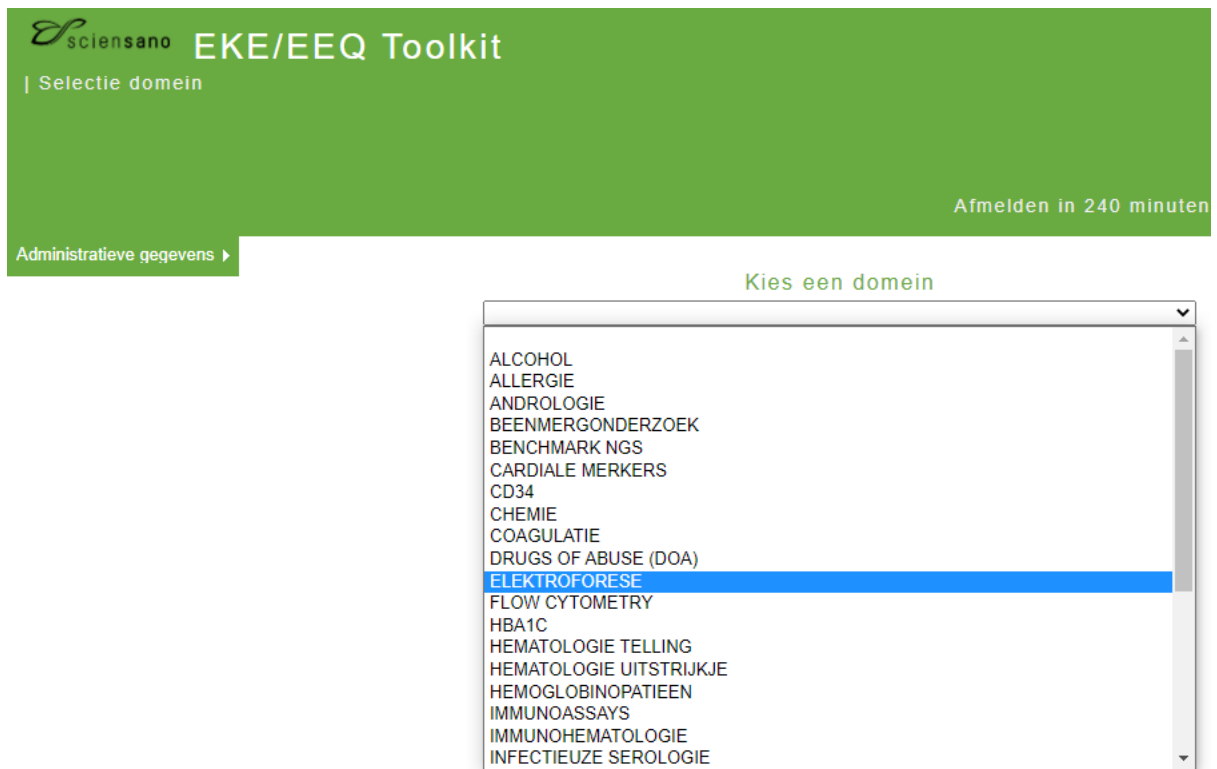 sciensano EKE/EEQ Toolkit
| Selectie domein
Afmelden in 240 minuten
Administratieve gegevens
Kies een domein
ALCOHOL
ALLERGIE
ANDROLOGIE
BEENMERGONDERZOEK
BENCHMARK NGS
CARDIALE MERKERS
CD34
CHEMIE
COAGULATIE
DRUGS OF ABUSE (DOA)
ELEKTROFORESE
FLOW CYTOMETRY
HBA1C
HEMATOLOGIE TELLING
HEMATOLOGIE UITSTRIJKJE
HEMOGLOBINOPATIEEN
IMMUNOASSAYS
IMMUNOHEMATOLOGIE
INFECTIEUZE SEROLOGIE